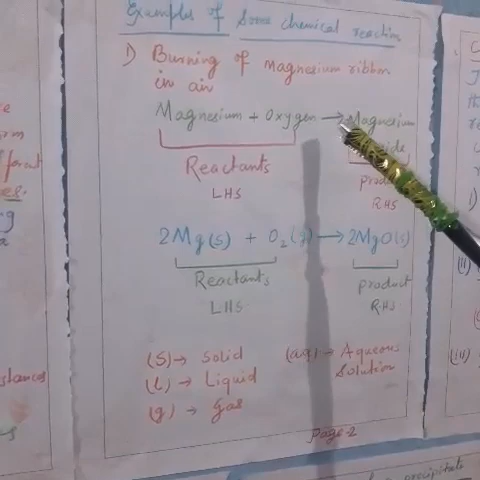 Examples of Some chemical reaction
1) Burning of magnesium ribbon
in air
Magnesium + Oxygen → Magnesium
Reactants
LHS
RHS
2Mg(s) + O2(g) → 2MgO(s)
Reactants product
LHS RHS
(S) → Solid (aq) → Aqueous
Solution
(l) → Liquid
(g) → Gas
Page-2